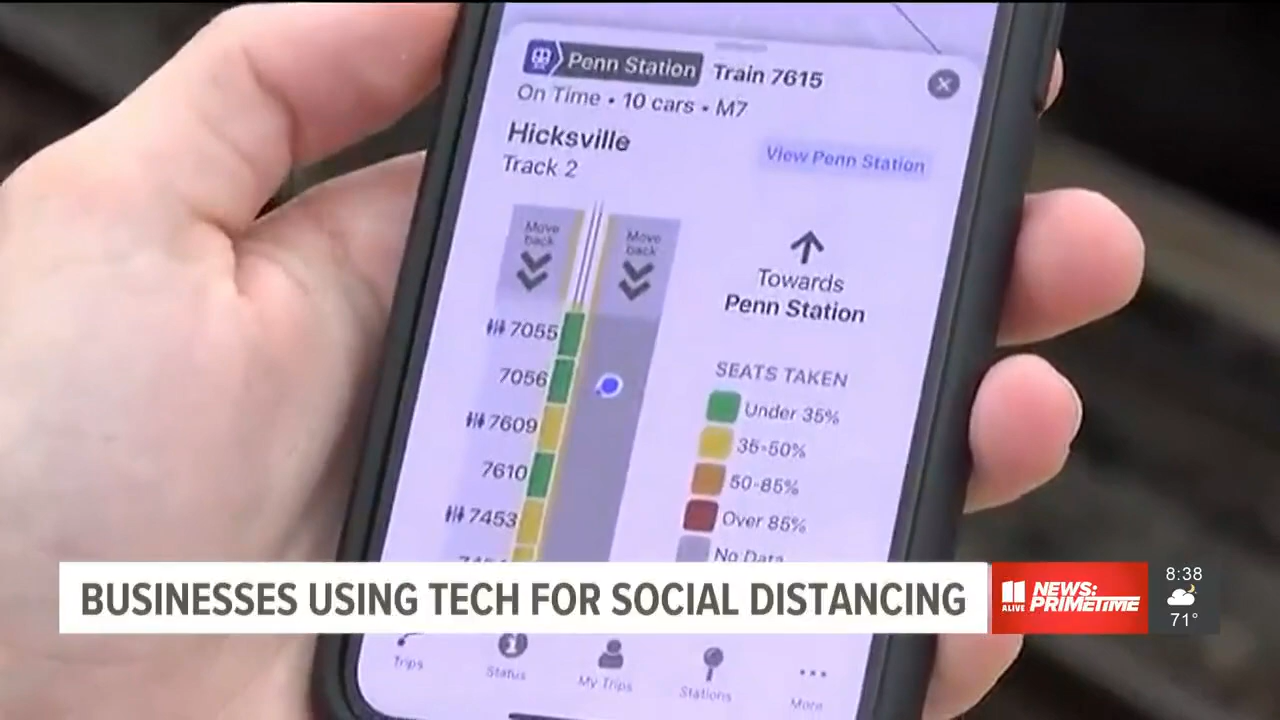 Penn Station Train 7615
On Time • 10 cars • M7
Hicksville
Track 2
View Penn Station
Move
back
Move
back
Towards
Penn Station
7055
7056
7609
7610
7453
SEATS TAKEN
Under 35%
35-50%
50-85%
Over 85%
No Data
BUSINESSES USING TECH FOR SOCIAL DISTANCING
11
ALIVE
NEWS:
PRIMETIME
8:38
71°
Trips
Status
My Trips
Stations
More